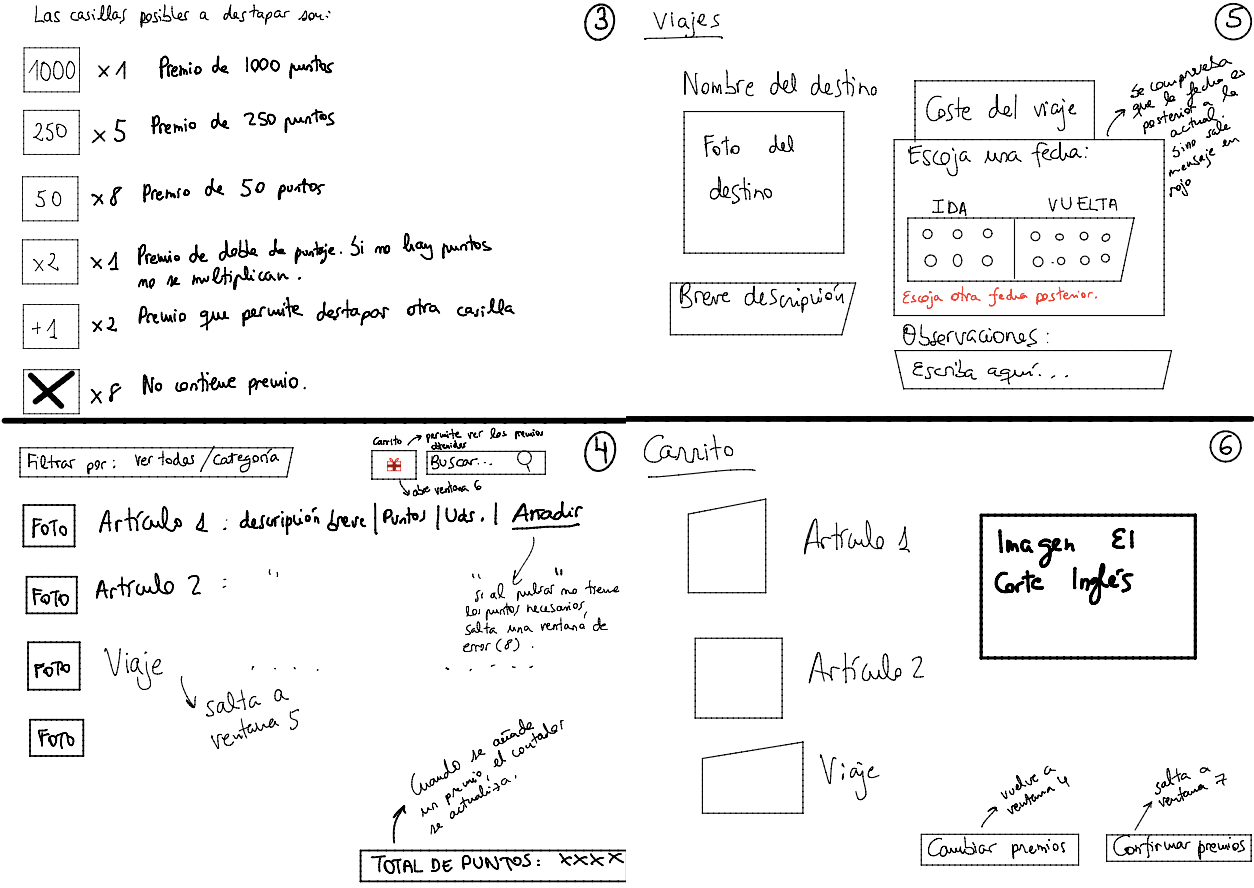 Las casillas posibles a destapar son:
3
1000 x1 Premio de 1000 puntos
250 x5 Premio de 250 puntos
50 x8 Premio de 50 puntos
x2 x1 Premio de doble de puntaje. Si no hay puntos
no se multiplican.
+1 x2 Premio que permite destapar otra casilla
X x8 No contiene premio.
5
Viajes
Nombre del destino
Foto del
destino
Breve descripción
Coste del viaje
Se comprueba
que la fecha es
posterior a la
actual.
Sino sale
mensaje en
rojo
Escoja una fecha:
IDA VUELTA
Escoja otra fecha posterior.
Observaciones:
Escriba aquí...
4
Filtrar por: ver todos/categoría
Carrito permite ver los premios
obtenidos
Buscar...
abre ventana 6
FOTO Artículo 1 : descripción breve | Puntos | Uds. | Añadir
FOTO Artículo 2 : " "
si al pulsar no tiene
los puntos necesarios,
salta una ventana de
error (8).
FOTO Viaje .... .....
salta a
ventana 5
FOTO
Cuando se añade
un premio, el contador
se actualiza.
TOTAL DE PUNTOS: XXXX
6
Carrito
Artículo 1
Imagen El
Corte Inglés
Artículo 2
Viaje
vuelve a
ventana 4
salta a
ventana 7
Cambiar premios
Confirmar premios